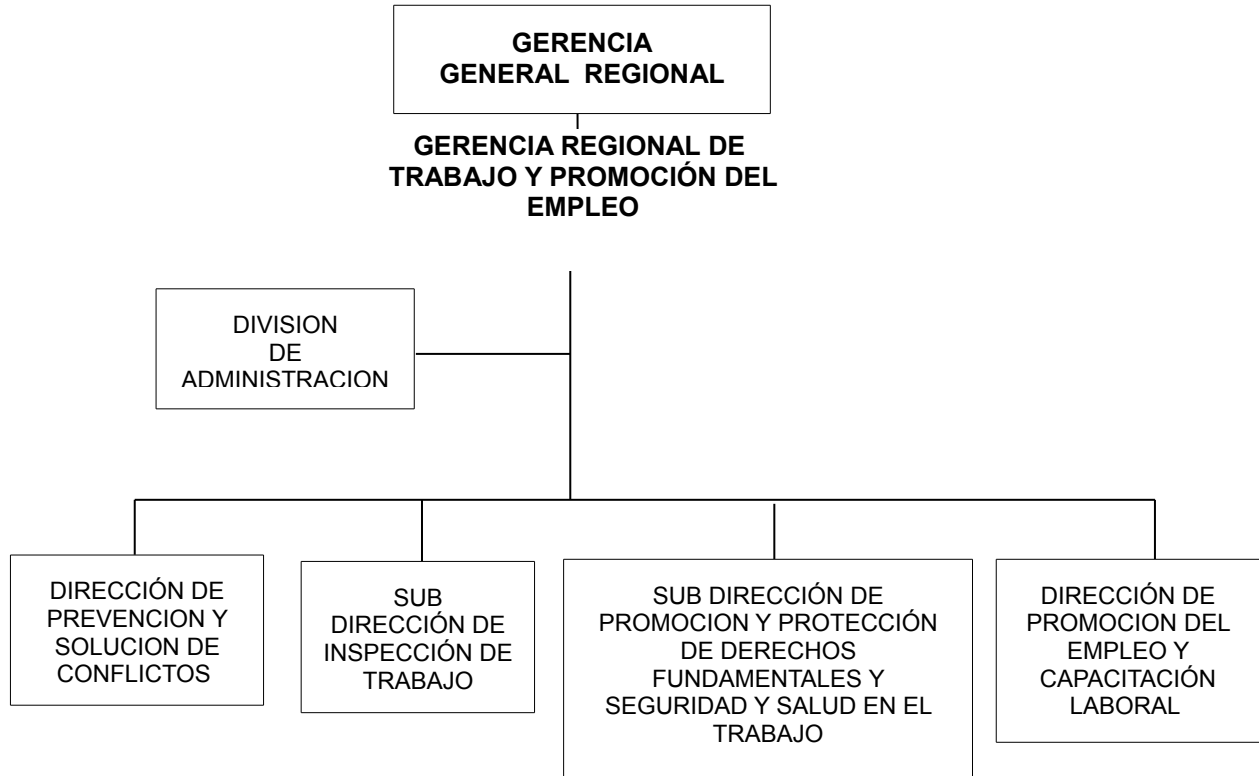 GERENCIA
GENERAL REGIONAL
GERENCIA REGIONAL DE
TRABAJO Y PROMOCIÓN DEL
EMPLEO
DIVISION
DE
ADMINISTRACION
DIRECCIÓN DE
PREVENCION Y
SOLUCION DE
CONFLICTOS
SUB
DIRECCIÓN DE
INSPECCIÓN DE
TRABAJO
SUB DIRECCIÓN DE
PROMOCION Y PROTECCIÓN
DE DERECHOS
FUNDAMENTALES Y
SEGURIDAD Y SALUD EN EL
TRABAJO
DIRECCIÓN DE
PROMOCION DEL
EMPLEO Y
CAPACITACIÓN
LABORAL